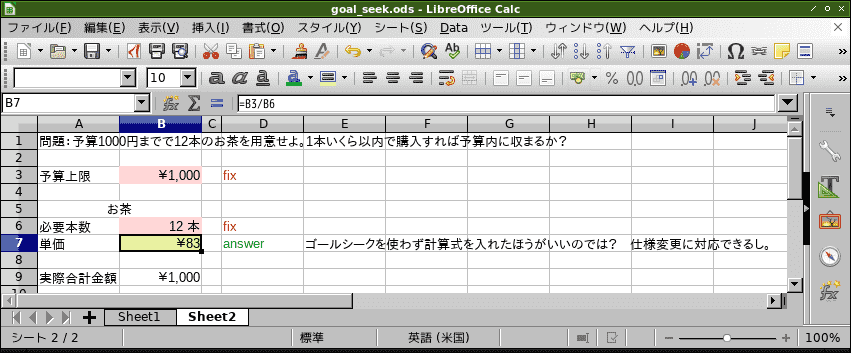 goal_seek.ods - LibreOffice Calc
ファイル(F) 編集(E) 表示(V) 挿入(I) 書式(O) スタイル(Y) シート(S) Data ツール(T) ウィンドウ(W) ヘルプ(H)
10
B7 =B3/B6
A B C D E F G H I J
1 問題：予算1000円までで12本のお茶を用意せよ。1本いくら以内で購入すれば予算内に収まるか？
2
3 予算上限 ¥1,000 fix
4
5 お茶
6 必要本数 12 本 fix
7 単価 ¥83 answer ゴールシークを使わず計算式を入れたほうがいいのでは？ 仕様変更に対応できるし。
8
9 実際合計金額 ¥1,000
10
Sheet1 Sheet2
シート 2 / 2 標準 英語 (米国) 100%